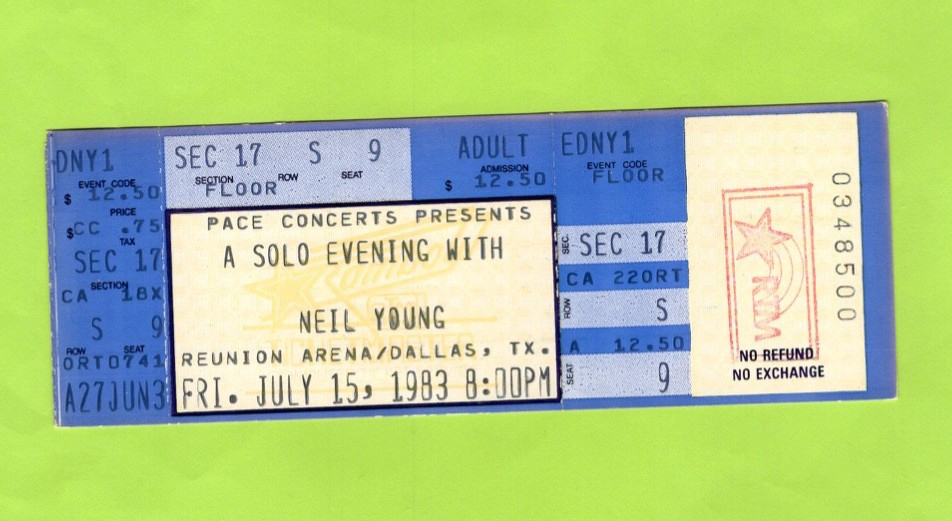 DNY1
EVENT CODE
$ 12.50
PRICE
$CC .75
TAX
SEC 17
SECTION
CA 18X
S 9
ROW SEAT
ORT0741
A27JUN3
SEC 17 S 9
SECTION ROW SEAT
FLOOR
ADULT
ADMISSION
$ 12.50
PACE CONCERTS PRESENTS
A SOLO EVENING WITH
NEIL YOUNG
REUNION ARENA/DALLAS, TX.
FRI. JULY 15, 1983 8:00PM
EDNY1
EVENT CODE
FLOOR
SEC. SEC 17
CA 220RT
ROW S
A 12.50
SEAT 9
NO REFUND
NO EXCHANGE
0348500